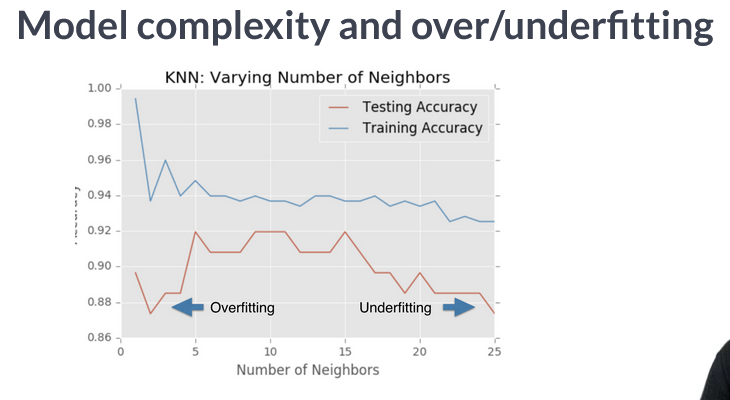 Model complexity and over/underfitting
KNN: Varying Number of Neighbors
1.00
0.98
0.96
0.94
0.92
0.90
0.88
0.86
Testing Accuracy
Training Accuracy
Overfitting
Underfitting
0
5
10
15
20
25
Number of Neighbors